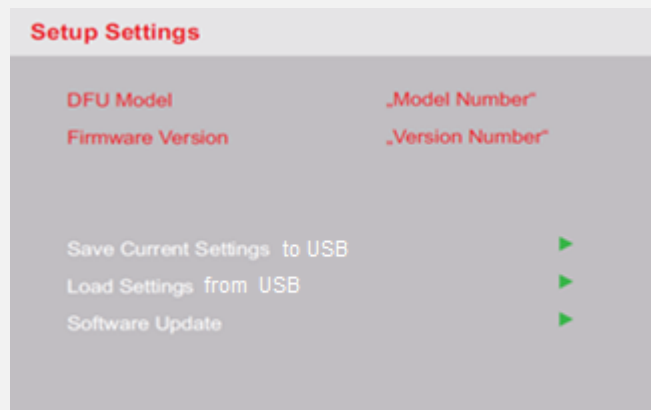 Setup Settings
DFU Model „Model Number“
Firmware Version „Version Number“
Save Current Settings to USB
Load Settings from USB
Software Update